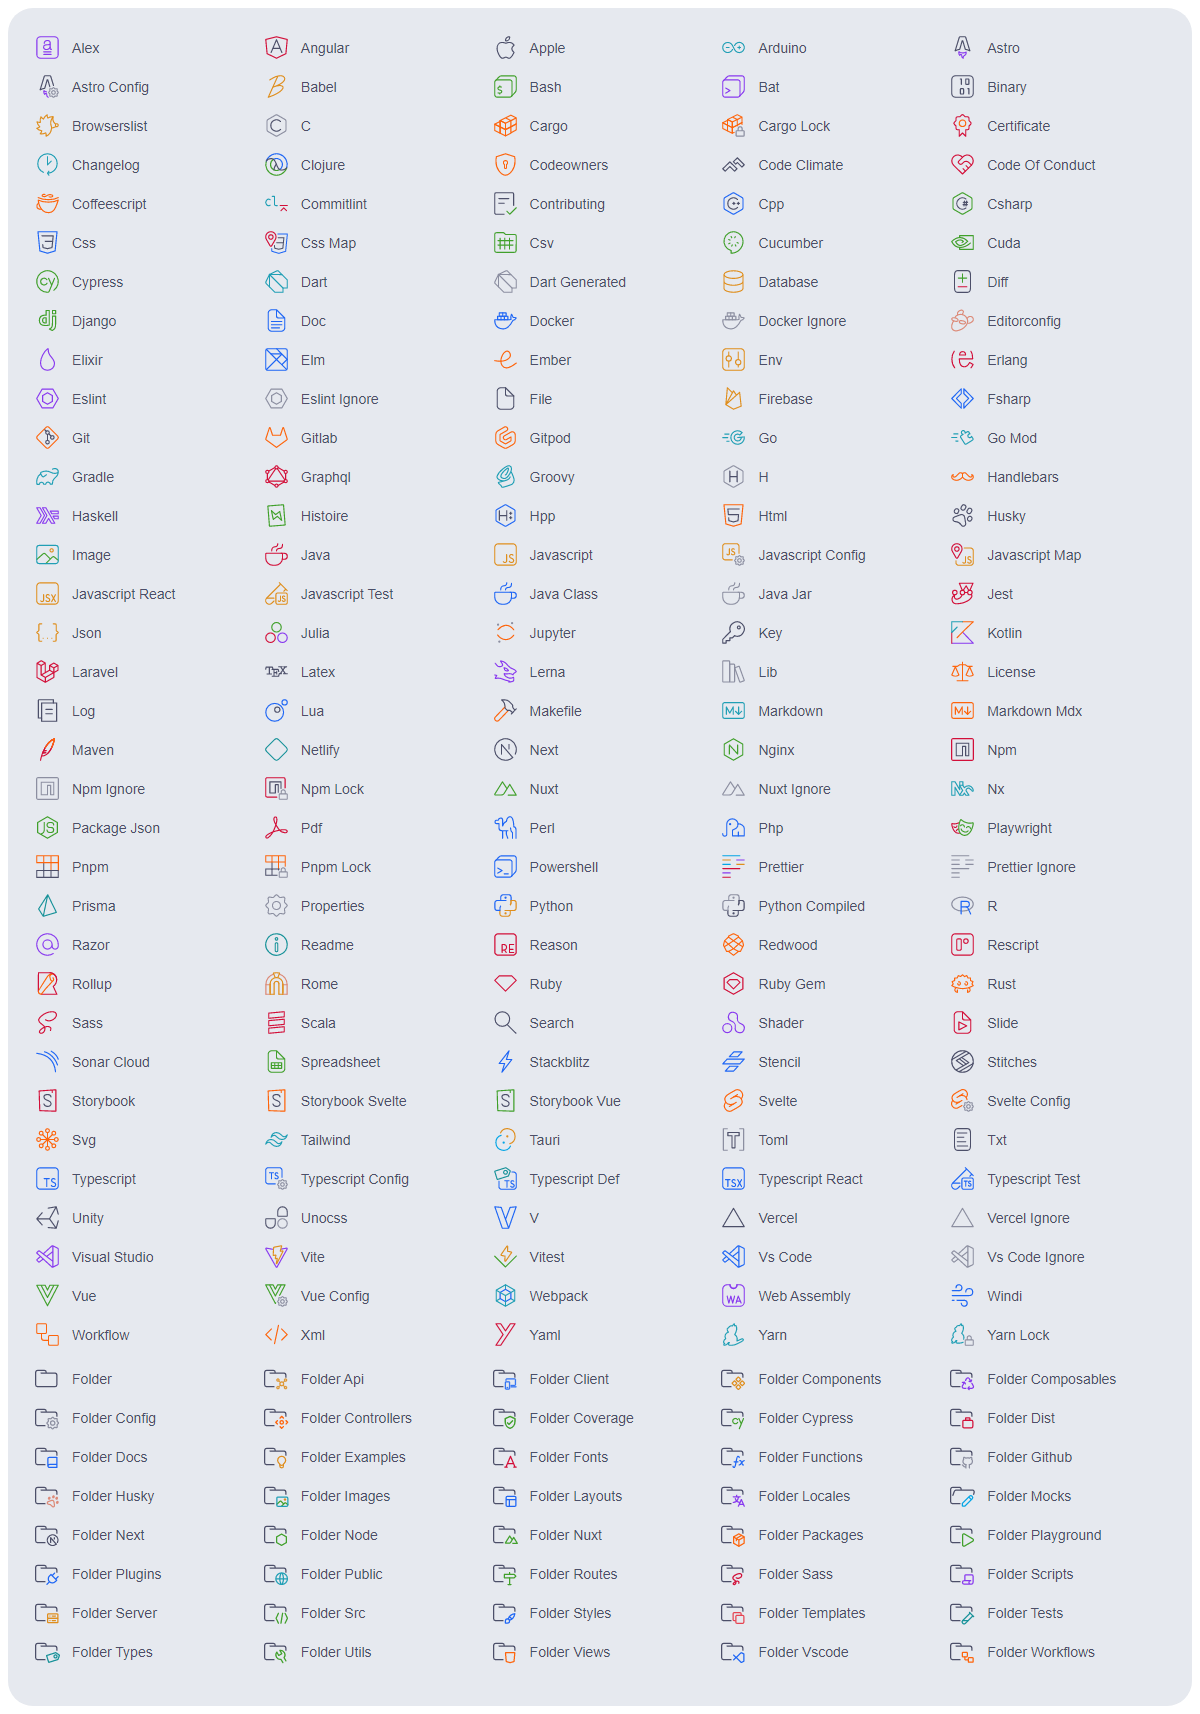 Alex Angular Apple Arduino Astro
Astro Config Babel Bash Bat Binary
Browserslist C Cargo Cargo Lock Certificate
Changelog Clojure Codeowners Code Climate Code Of Conduct
Coffeescript Commitlint Contributing Cpp Csharp
Css Css Map Csv Cucumber Cuda
Cypress Dart Dart Generated Database Diff
Django Doc Docker Docker Ignore Editorconfig
Elixir Elm Ember Env Erlang
Eslint Eslint Ignore File Firebase Fsharp
Git Gitlab Gitpod Go Go Mod
Gradle Graphql Groovy H Handlebars
Haskell Histoire Hpp Html Husky
Image Java Javascript Javascript Config Javascript Map
Javascript React Javascript Test Java Class Java Jar Jest
Json Julia Jupyter Key Kotlin
Laravel Latex Lerna Lib License
Log Lua Makefile Markdown Markdown Mdx
Maven Netlify Next Nginx Npm
Npm Ignore Npm Lock Nuxt Nuxt Ignore Nx
Package Json Pdf Perl Php Playwright
Pnpm Pnpm Lock Powershell Prettier Prettier Ignore
Prisma Properties Python Python Compiled R
Razor Readme Reason Redwood Rescript
Rollup Rome Ruby Ruby Gem Rust
Sass Scala Search Shader Slide
Sonar Cloud Spreadsheet Stackblitz Stencil Stitches
Storybook Storybook Svelte Storybook Vue Svelte Svelte Config
Svg Tailwind Tauri Toml Txt
Typescript Typescript Config Typescript Def Typescript React Typescript Test
Unity Unocss V Vercel Vercel Ignore
Visual Studio Vite Vitest Vs Code Vs Code Ignore
Vue Vue Config Webpack Web Assembly Windi
Workflow Xml Yaml Yarn Yarn Lock
Folder Folder Api Folder Client Folder Components Folder Composables
Folder Config Folder Controllers Folder Coverage Folder Cypress Folder Dist
Folder Docs Folder Examples Folder Fonts Folder Functions Folder Github
Folder Husky Folder Images Folder Layouts Folder Locales Folder Mocks
Folder Next Folder Node Folder Nuxt Folder Packages Folder Playground
Folder Plugins Folder Public Folder Routes Folder Sass Folder Scripts
Folder Server Folder Src Folder Styles Folder Templates Folder Tests
Folder Types Folder Utils Folder Views Folder Vscode Folder Workflows